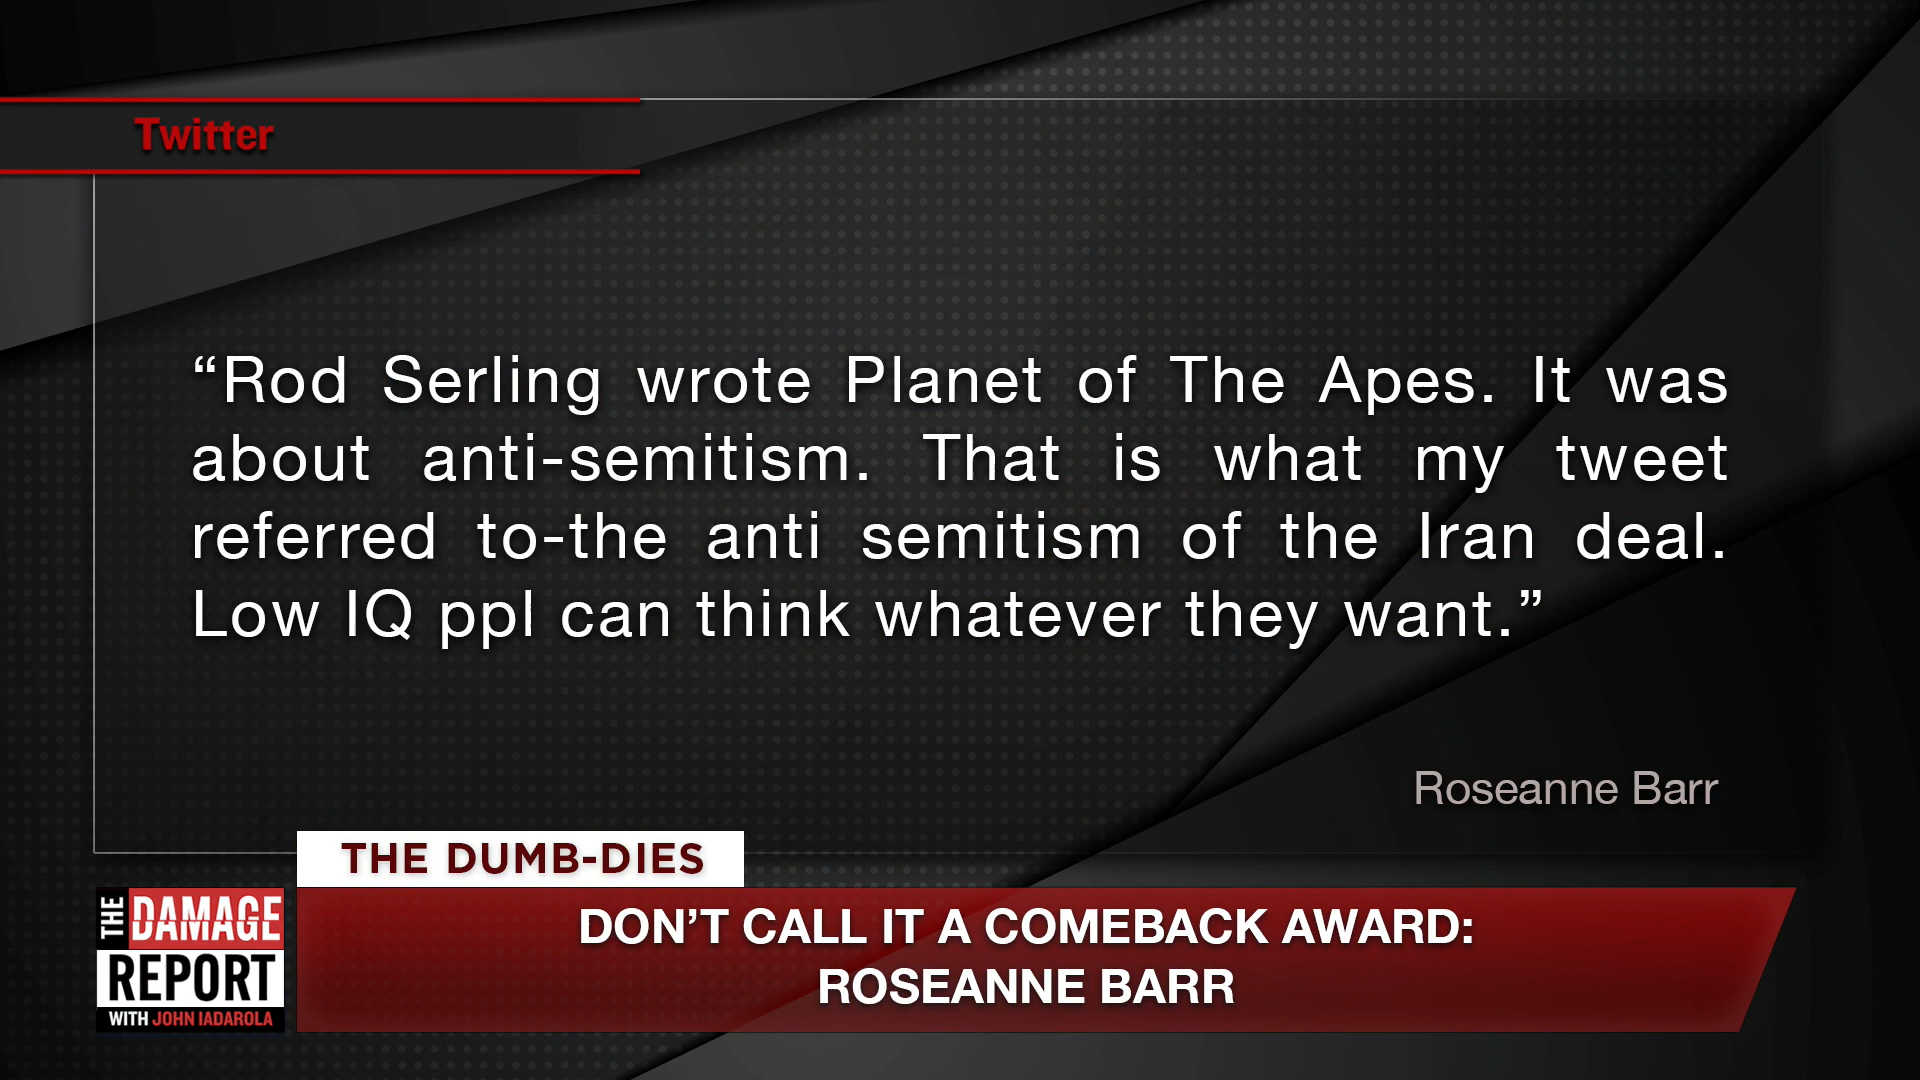 Twitter
“Rod Serling wrote Planet of The Apes. It was
about anti-semitism. That is what my tweet
referred to-the anti semitism of the Iran deal.
Low IQ ppl can think whatever they want.”
Roseanne Barr
THE DUMB-DIES
THE DAMAGE
REPORT
WITH JOHN IADAROLA
DON’T CALL IT A COMEBACK AWARD:
ROSEANNE BARR